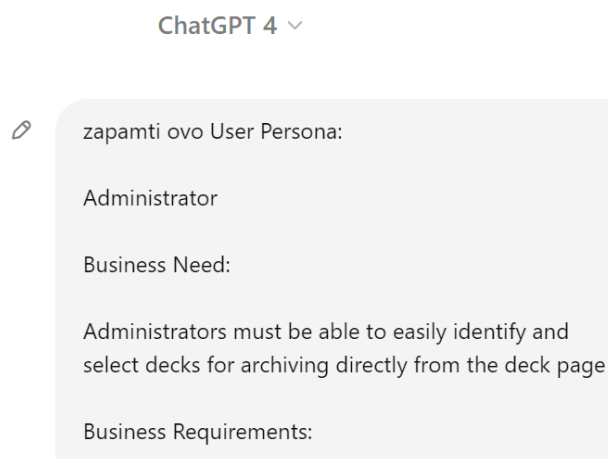 ChatGPT 4
zapamti ovo User Persona:
Administrator
Business Need:
Administrators must be able to easily identify and
select decks for archiving directly from the deck page
Business Requirements: